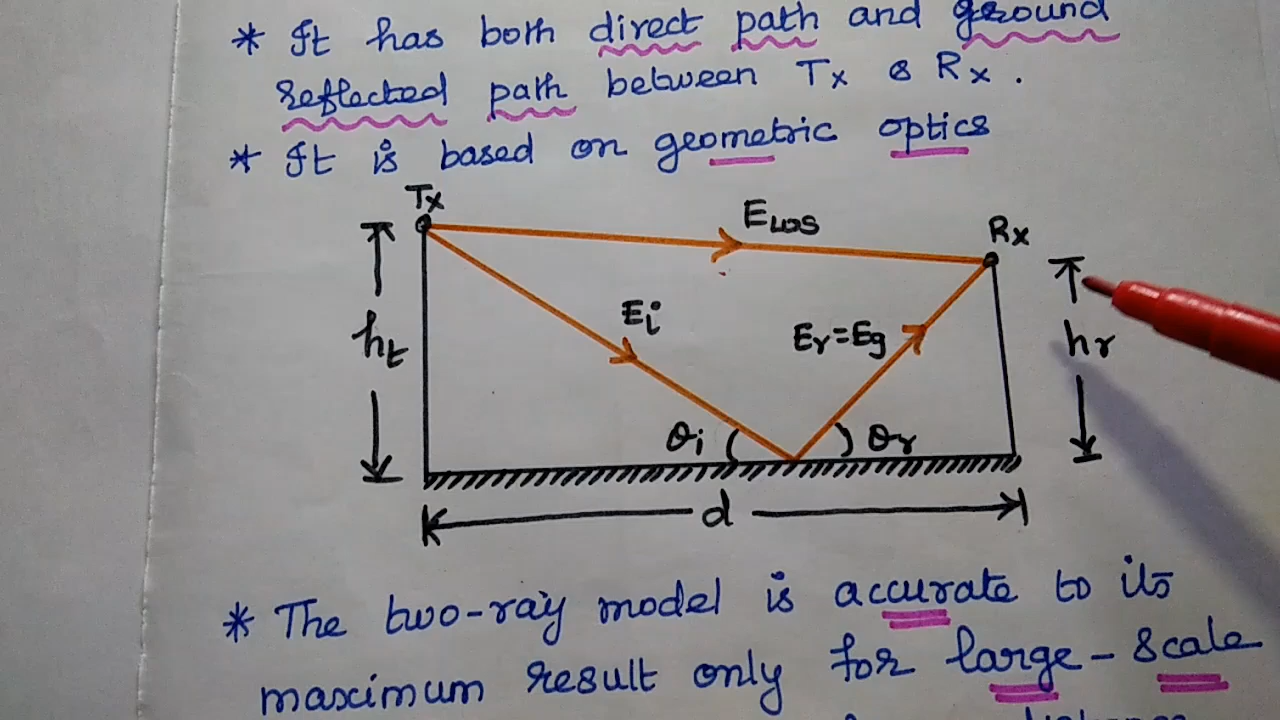 * It has both direct path and ground
reflected path between Tx & Rx.
* It is based on geometric optics
Tx
ELOS
Rx
Ei
ht
Er=Eg
hr
θi
θr
d
* The two-ray model is accurate to its
maximum result only for large-scale